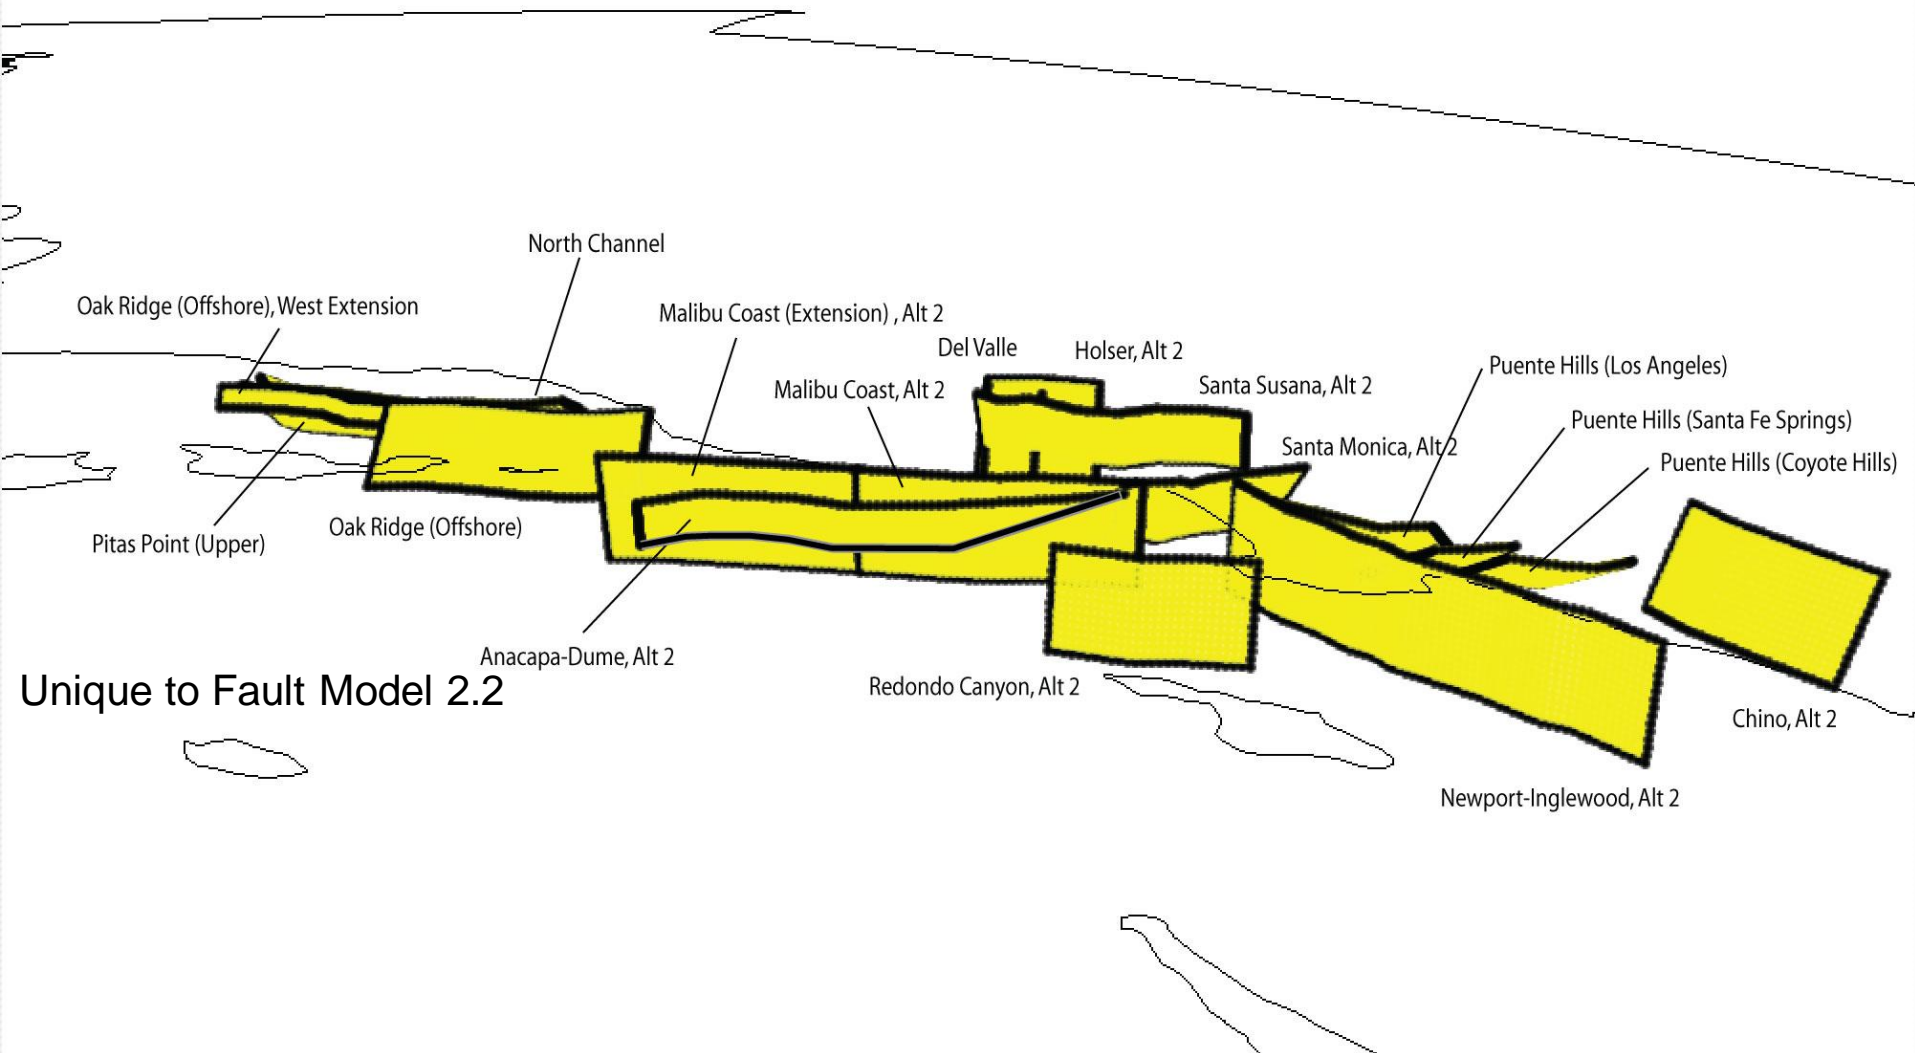 North Channel
Oak Ridge (Offshore), West Extension
Malibu Coast (Extension) , Alt 2
Del Valle
Holser, Alt 2
Puente Hills (Los Angeles)
Malibu Coast, Alt 2
Santa Susana, Alt 2
Puente Hills (Santa Fe Springs)
Santa Monica, Alt 2
Puente Hills (Coyote Hills)
Oak Ridge (Offshore)
Pitas Point (Upper)
Anacapa-Dume, Alt 2
Unique to Fault Model 2.2
Redondo Canyon, Alt 2
Chino, Alt 2
Newport-Inglewood, Alt 2